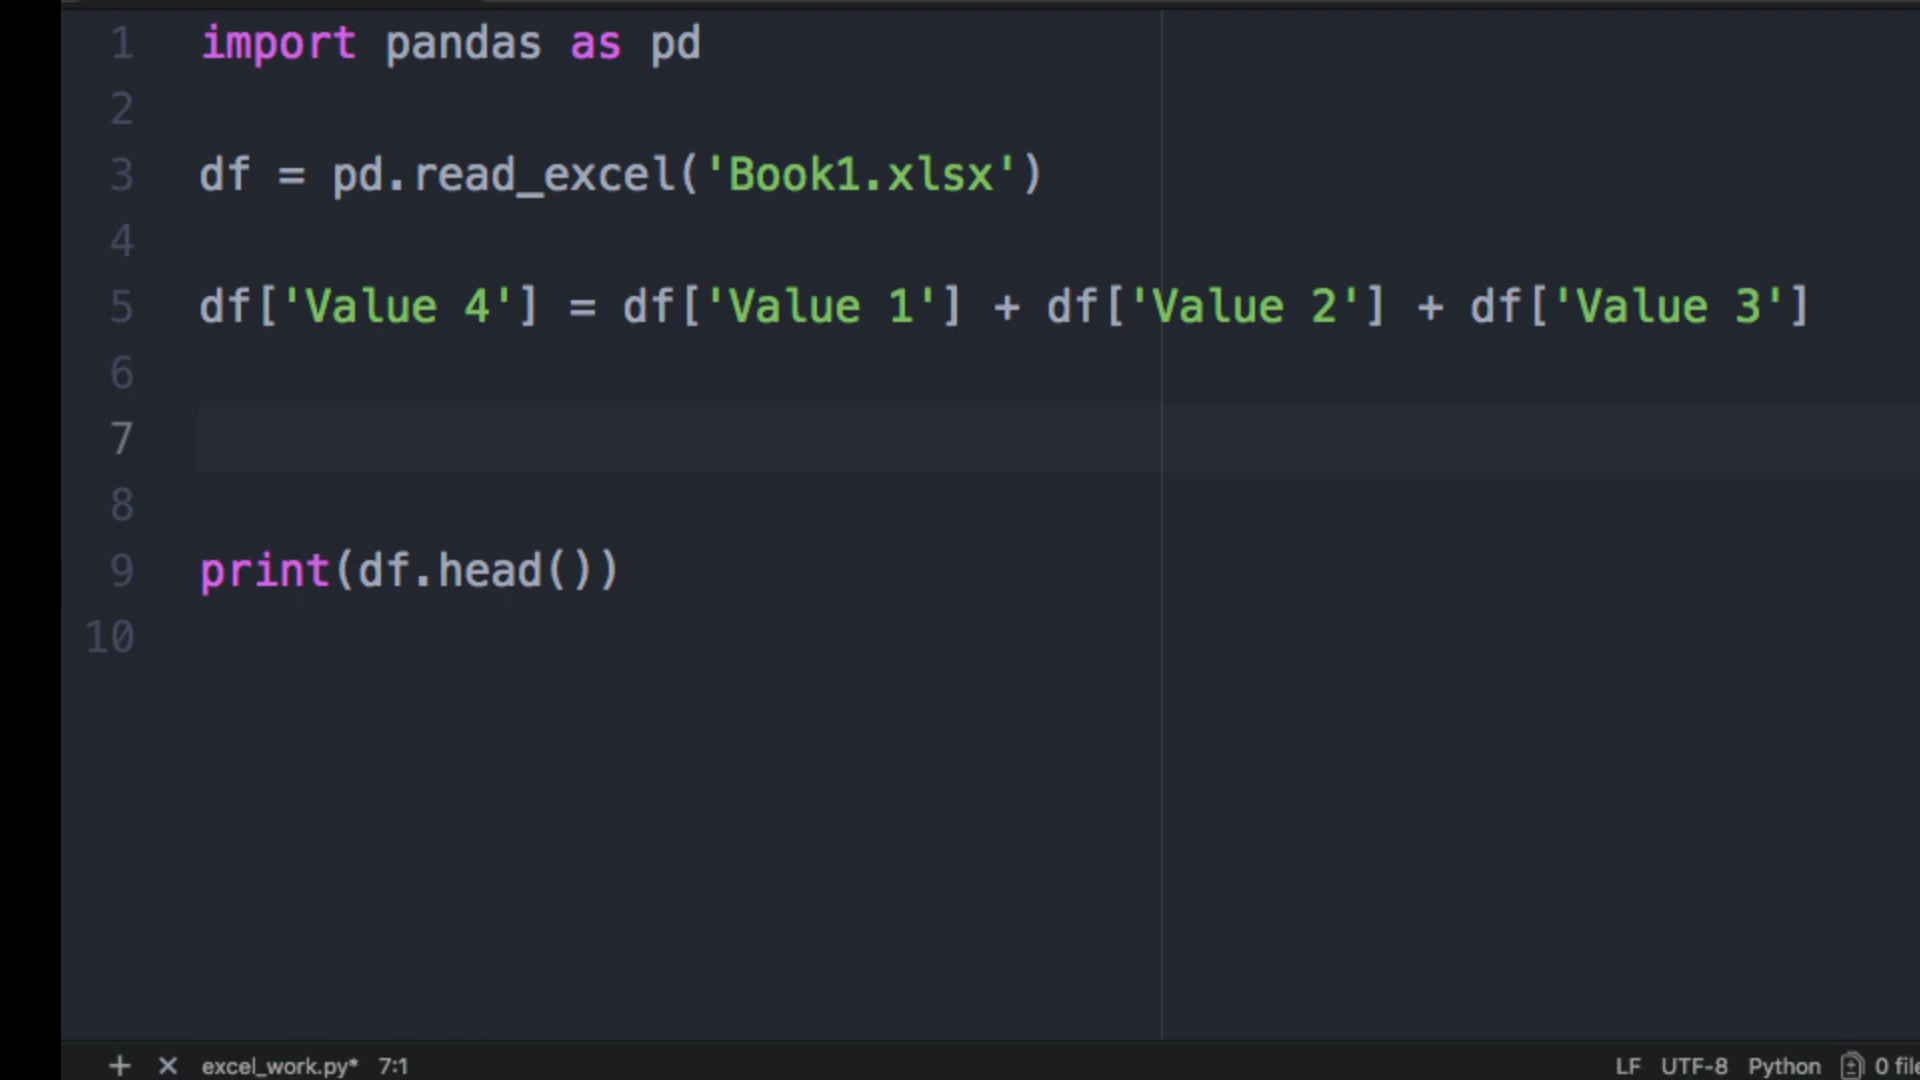 1 import pandas as pd
2
3 df = pd.read_excel('Book1.xlsx')
4
5 df['Value 4'] = df['Value 1'] + df['Value 2'] + df['Value 3']
6
7
8
9 print(df.head())
10
+ × excel_work.py* 7:1 LF UTF-8 Python 0